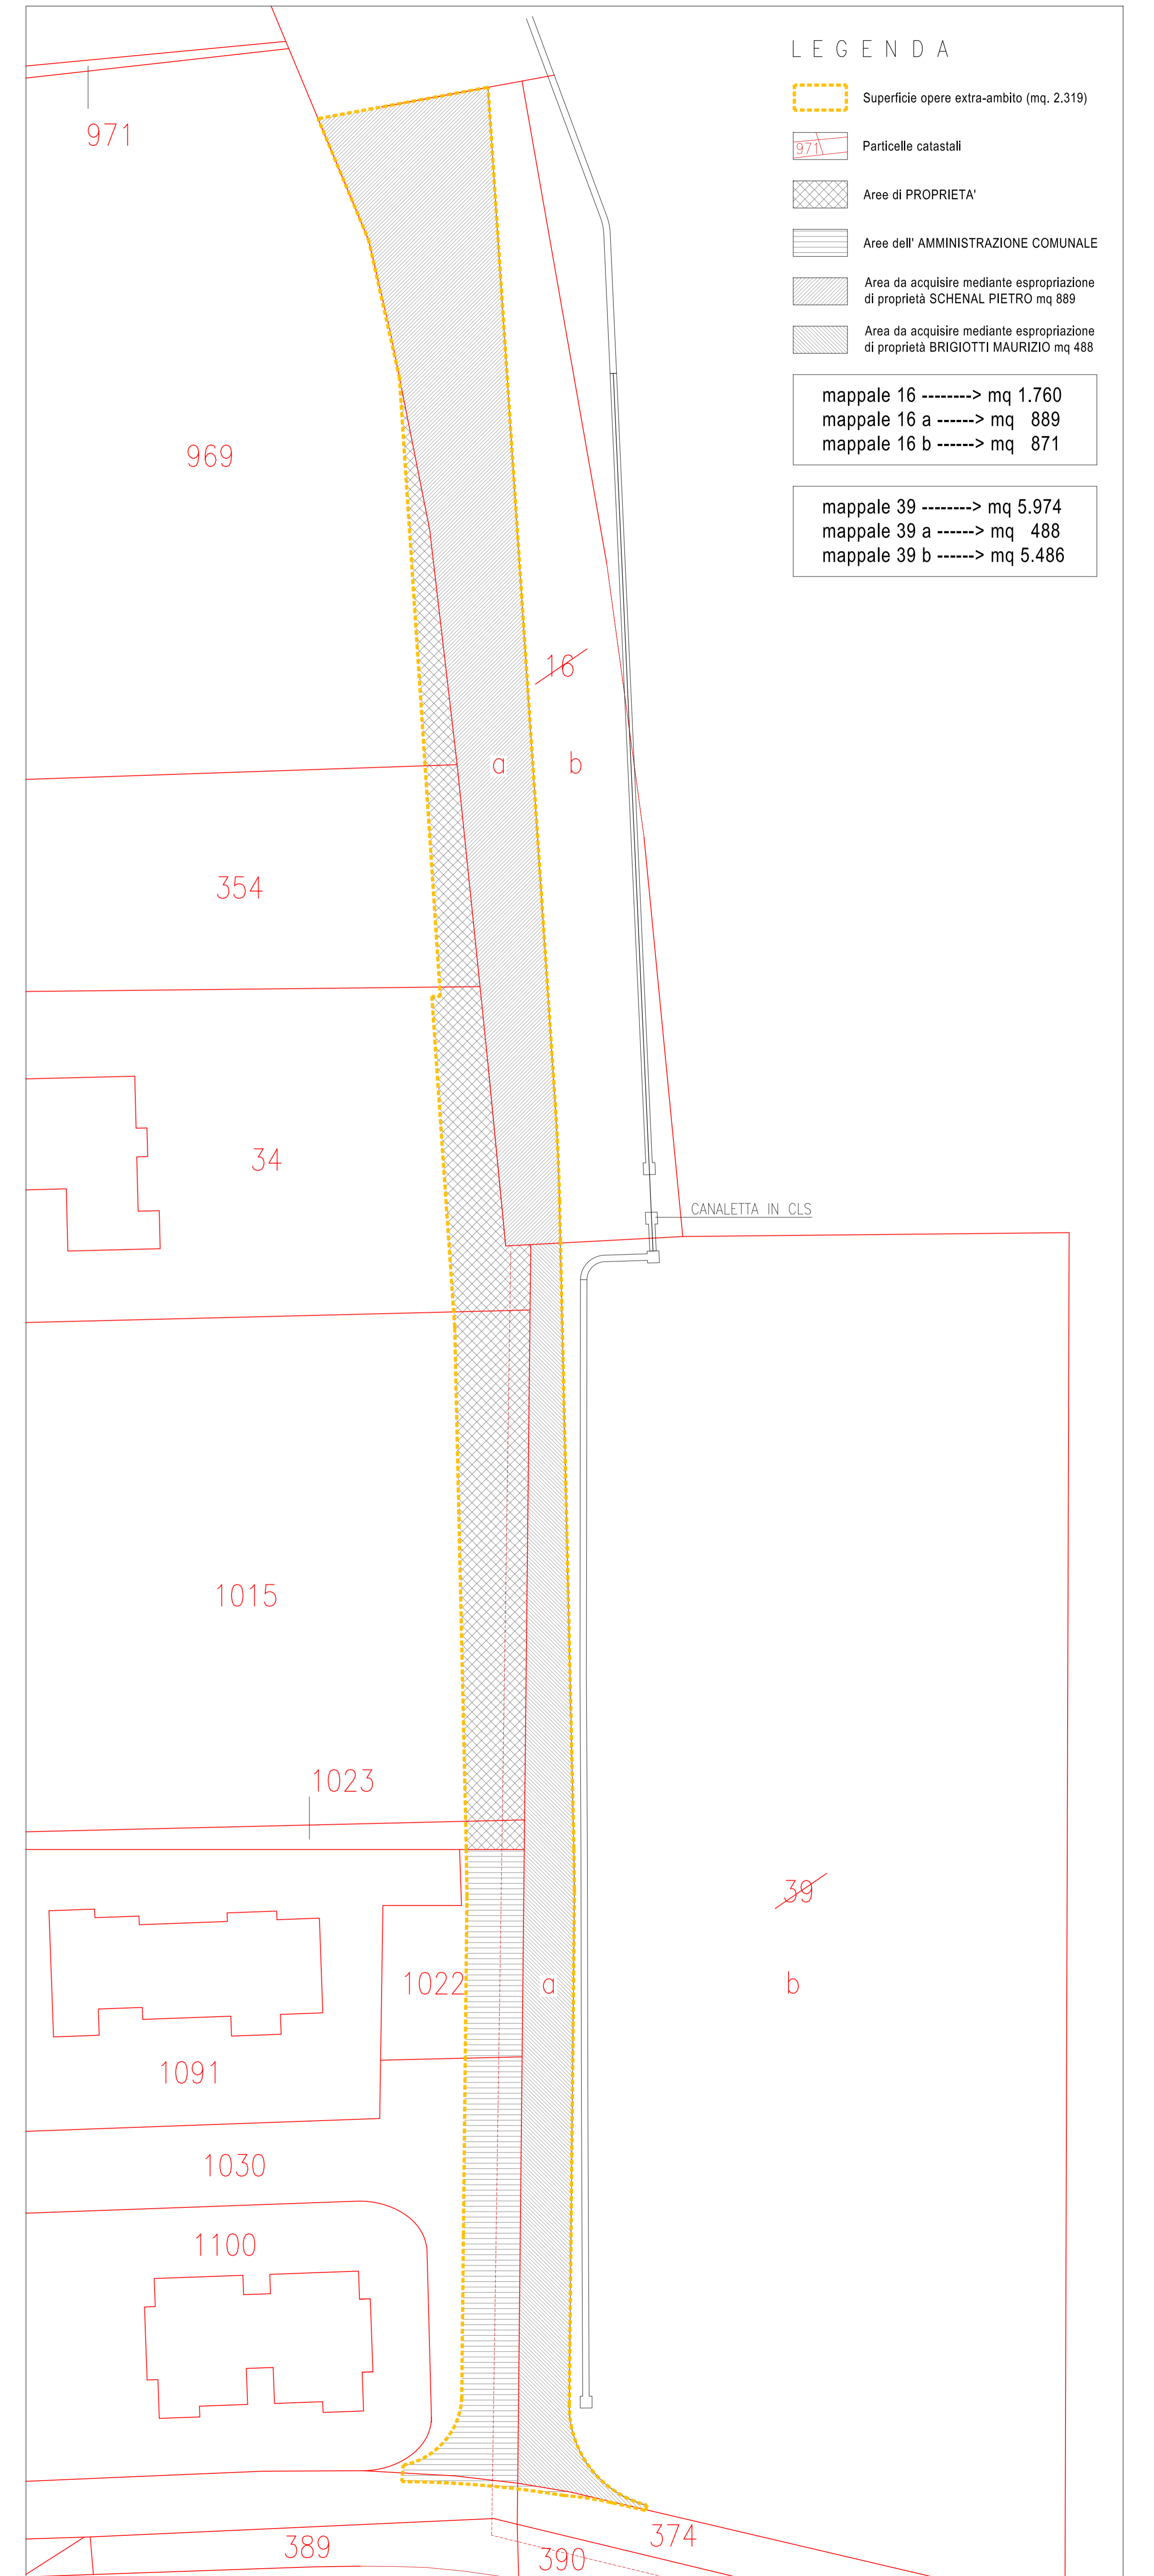 L E G E N D A
Superficie opere extra-ambito (mq. 2.319)
971
Particelle catastali
Aree di PROPRIETA'
Aree dell' AMMINISTRAZIONE COMUNALE
Area da acquisire mediante espropriazione
di proprietà SCHENAL PIETRO mq 889
Area da acquisire mediante espropriazione
di proprietà BRIGIOTTI MAURIZIO mq 488
mappale 16 --------> mq 1.760
mappale 16 a ------> mq 889
mappale 16 b ------> mq 871
mappale 39 --------> mq 5.974
mappale 39 a ------> mq 488
mappale 39 b ------> mq 5.486
971
969
16
a
b
354
34
CANALETTA IN CLS
1015
1023
39
1022
a
b
1091
1030
1100
374
389
390